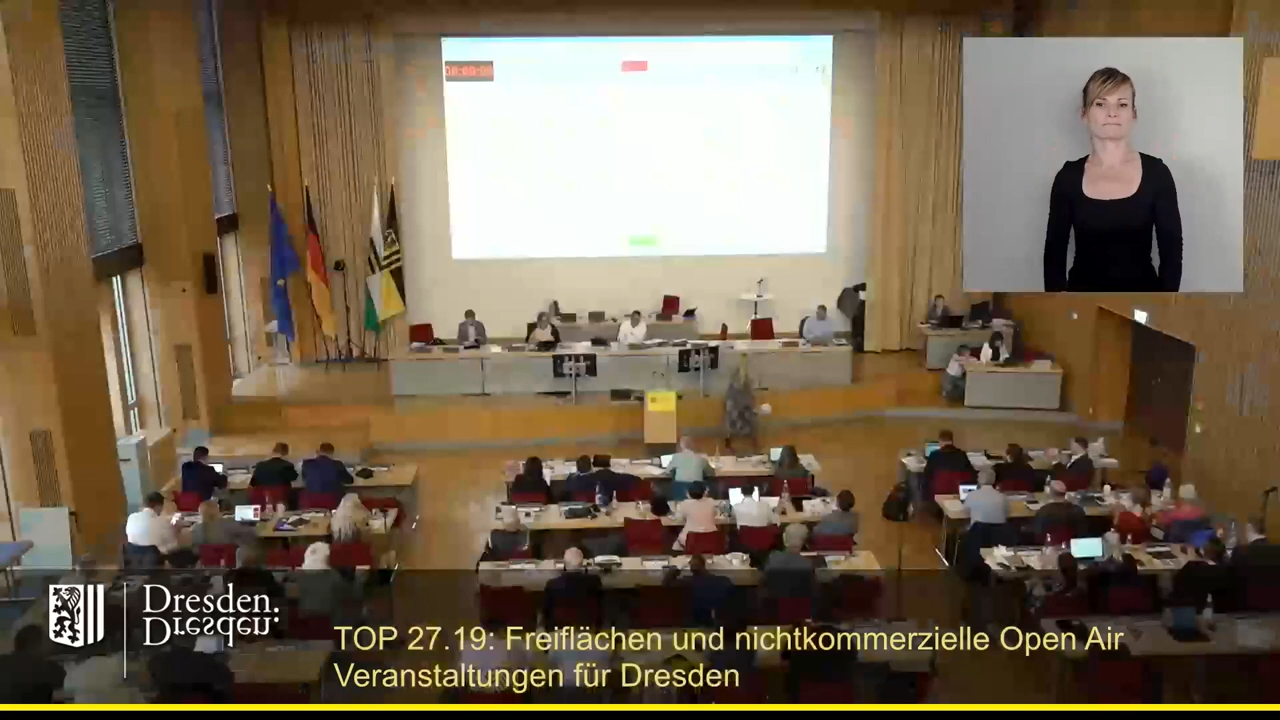 Dresden.
Dresden.
TOP 27.19: Freiflächen und nichtkommerzielle Open Air
Veranstaltungen für Dresden